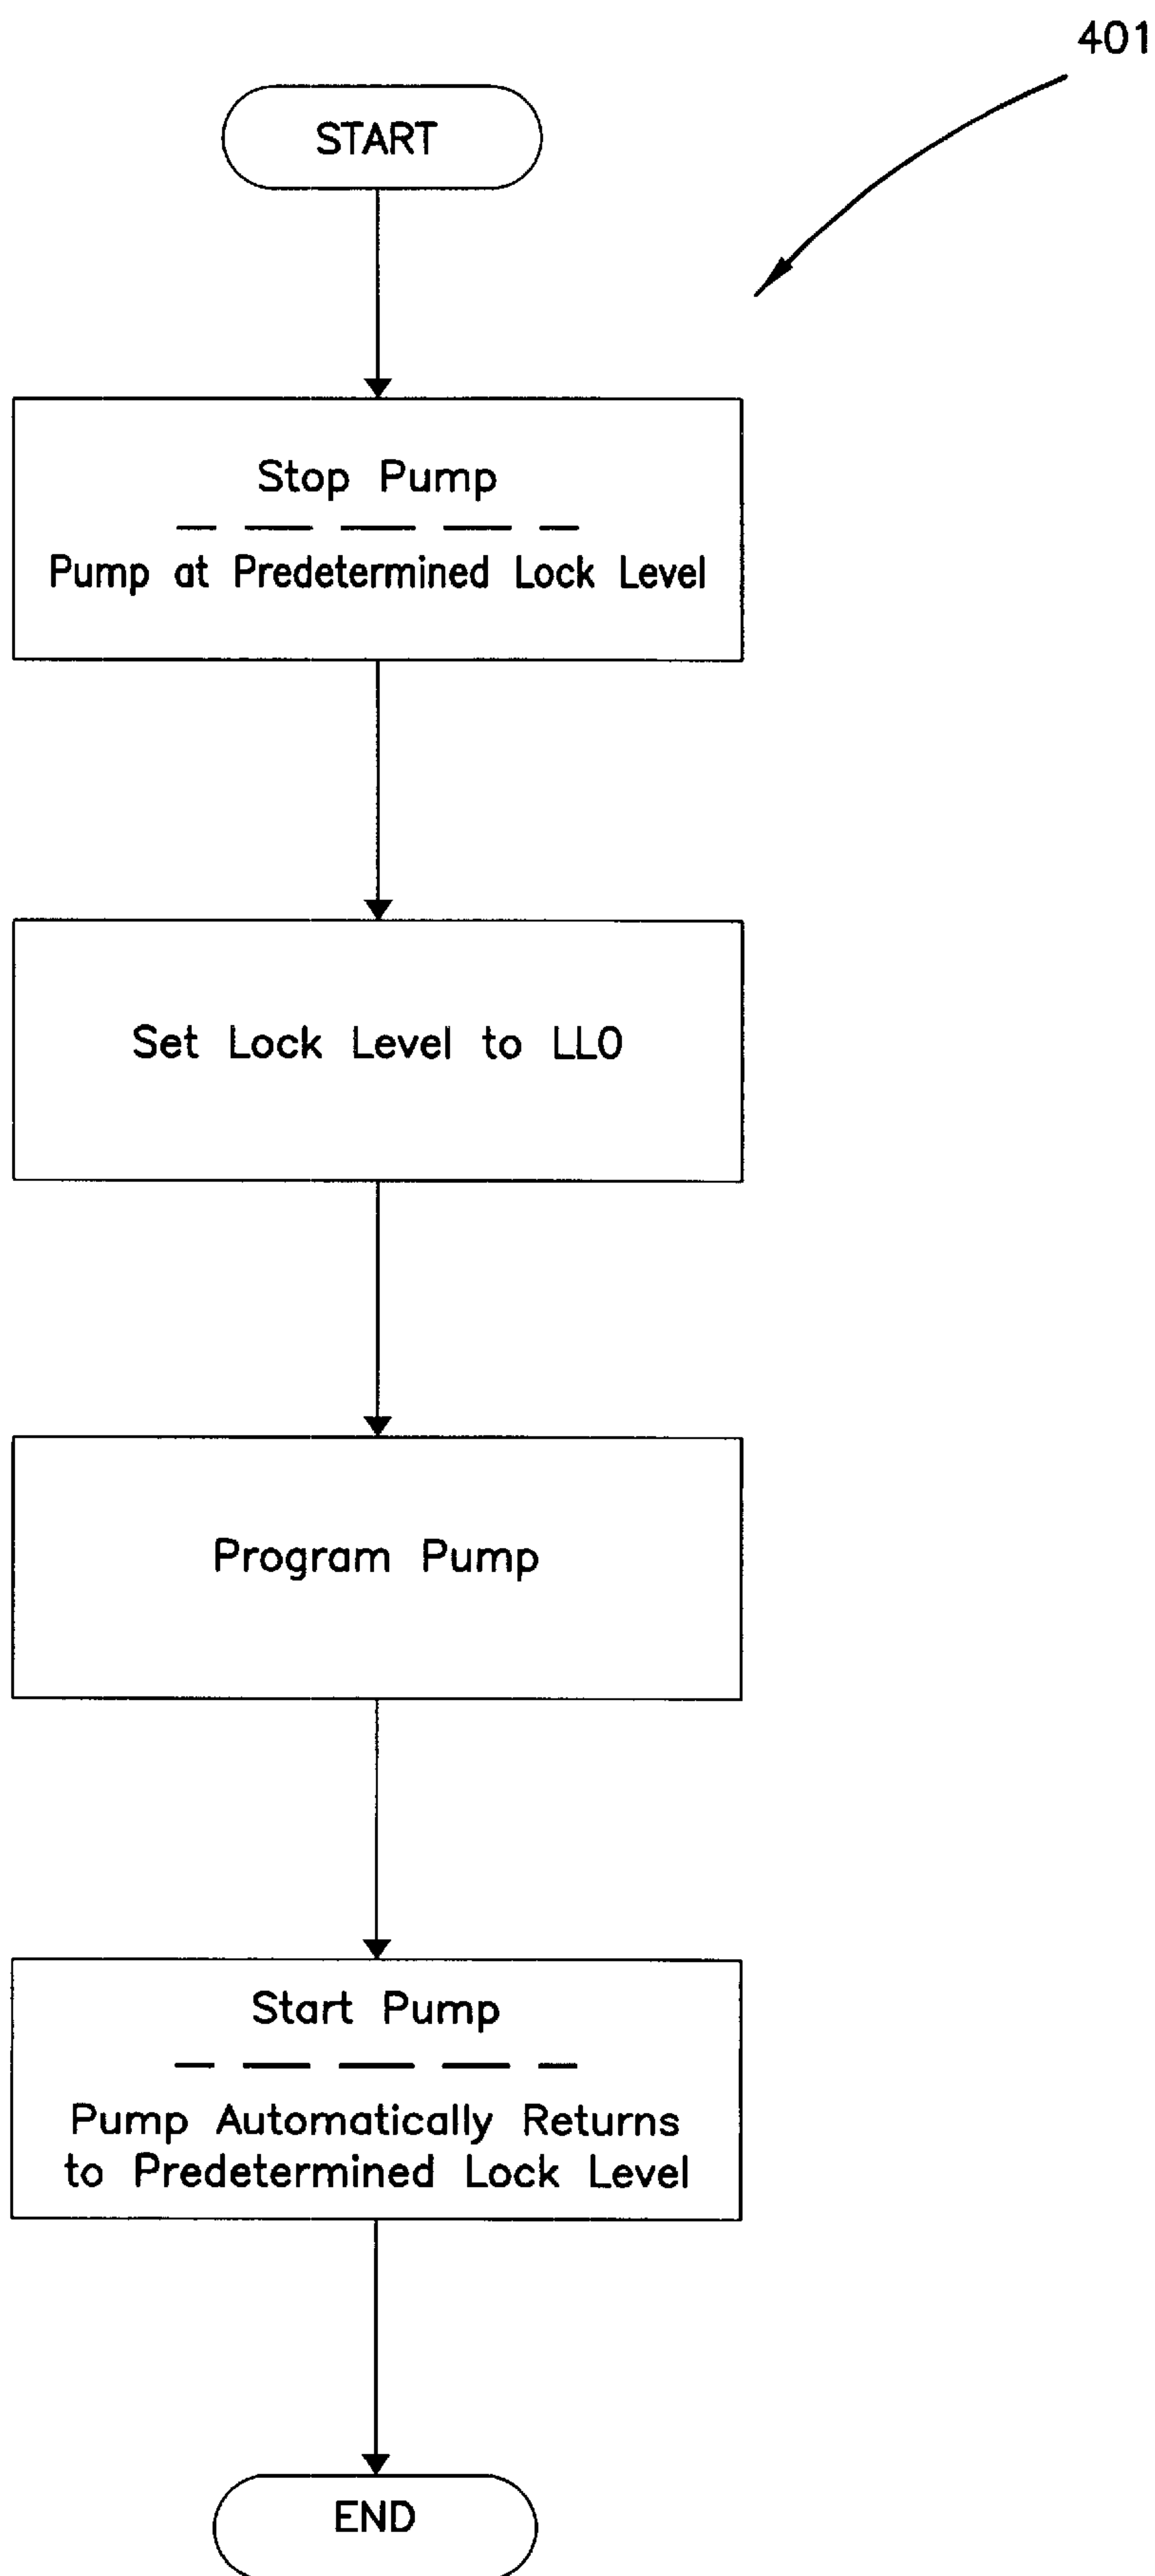 401
START
Stop Pump
Pump at Predetermined Lock Level
Set Lock Level to LL0
Program Pump
Start Pump
Pump Automatically Returns
to Predetermined Lock Level
END